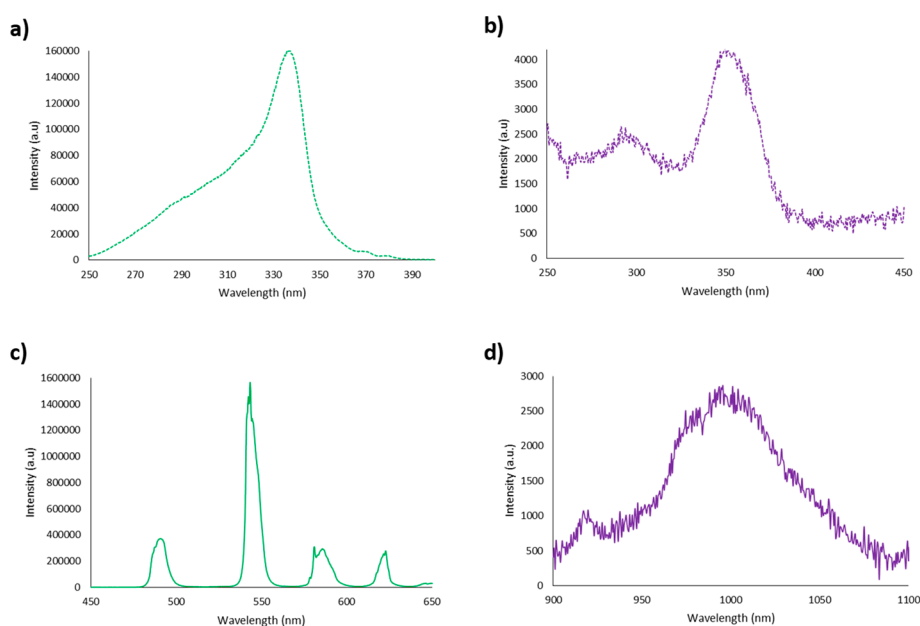 a)
160000
140000
120000
100000
80000
60000
40000
20000
0
Intensity (a.u)
250 270 290 310 330 350 370 390
Wavelength (nm)
b)
4000
3500
3000
2500
2000
1500
1000
500
0
Intensity (a.u)
250 300 350 400 450
Wavelength (nm)
c)
1600000
1400000
1200000
1000000
800000
600000
400000
200000
0
Intensity (a.u)
450 500 550 600 650
Wavelength (nm)
d)
3000
2500
2000
1500
1000
500
0
Intensity (a.u.)
900 950 1000 1050 1100
Wavelength (nm)